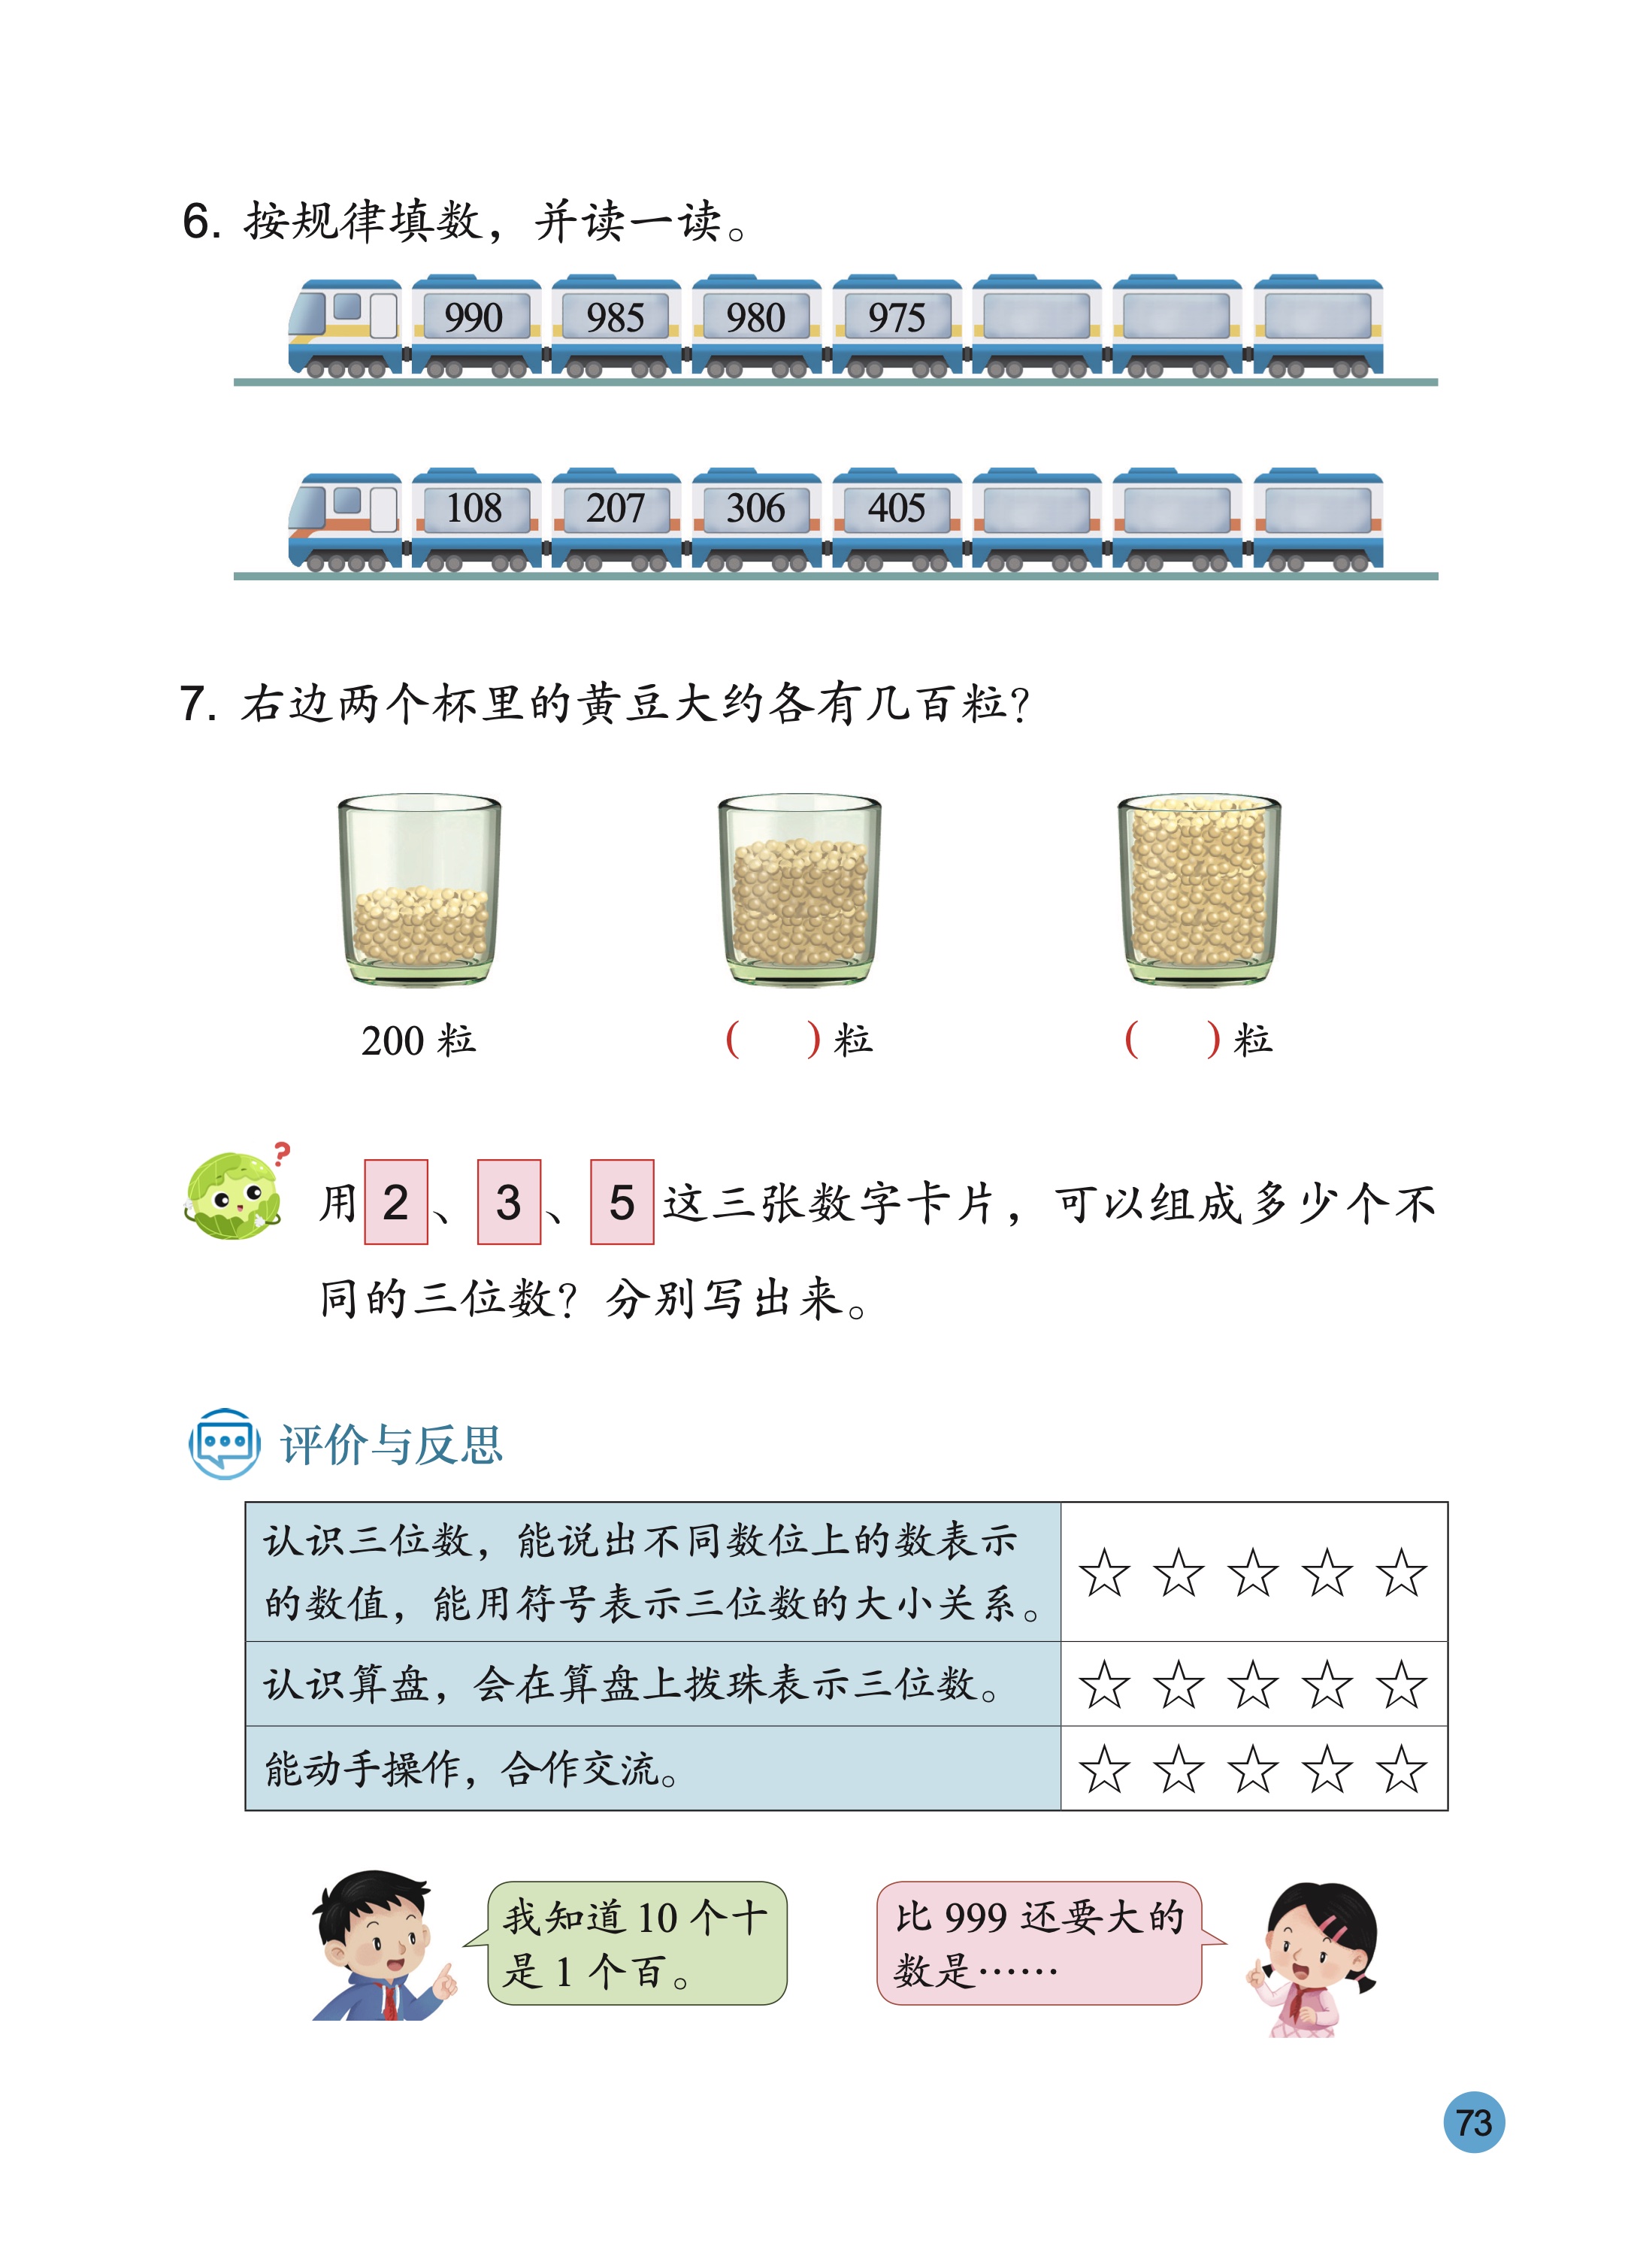 6. 按规律填数，并读一读。
990 985 980 975
108 207 306 405
7. 右边两个杯里的黄豆大约各有几百粒？
200 粒 （ ）粒 （ ）粒
用 2 、 3 、 5 这三张数字卡片，可以组成多少个不
同的三位数？分别写出来。
评价与反思
认识三位数，能说出不同数位上的数表示
的数值，能用符号表示三位数的大小关系。
☆ ☆ ☆ ☆ ☆
认识算盘，会在算盘上拨珠表示三位数。 ☆ ☆ ☆ ☆ ☆
能动手操作，合作交流。 ☆ ☆ ☆ ☆ ☆
我知道 10 个十
是 1 个百。
比 999 还要大的
数是……
73